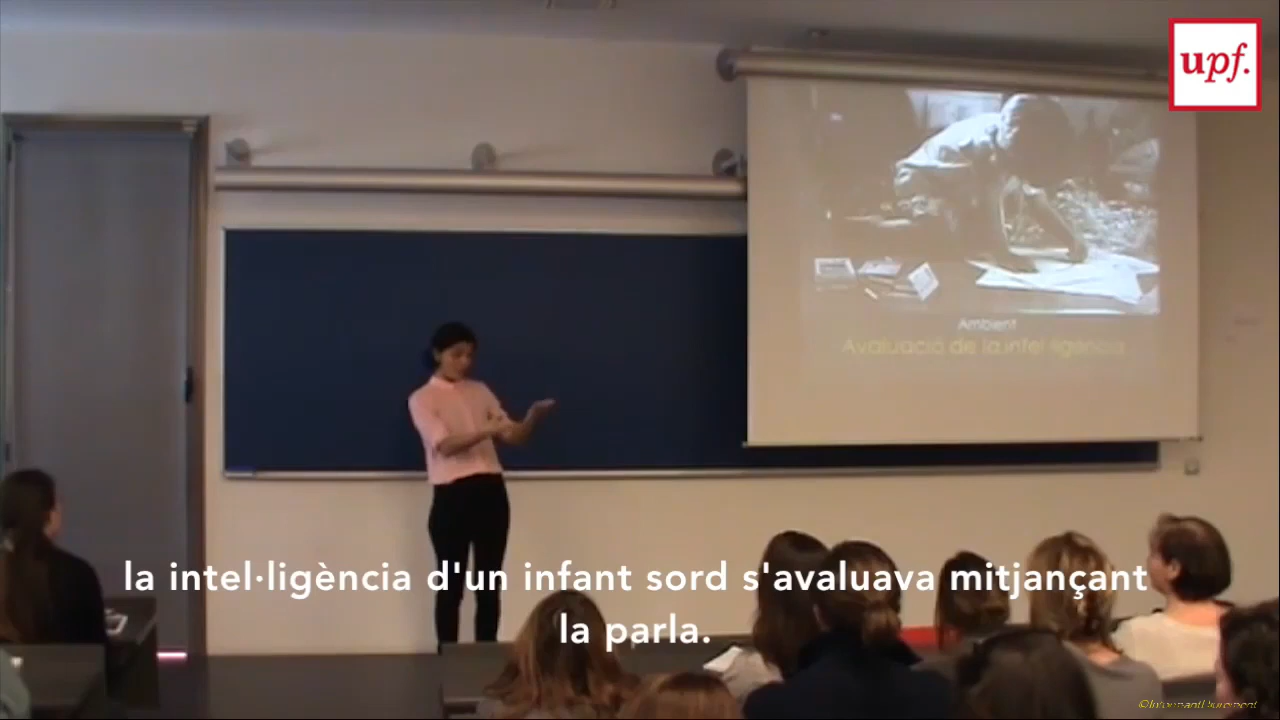 upf.
Ambient
Avaluació de la intel·ligència
la intel·ligència d'un infant sord s'avaluava mitjançant
la parla.